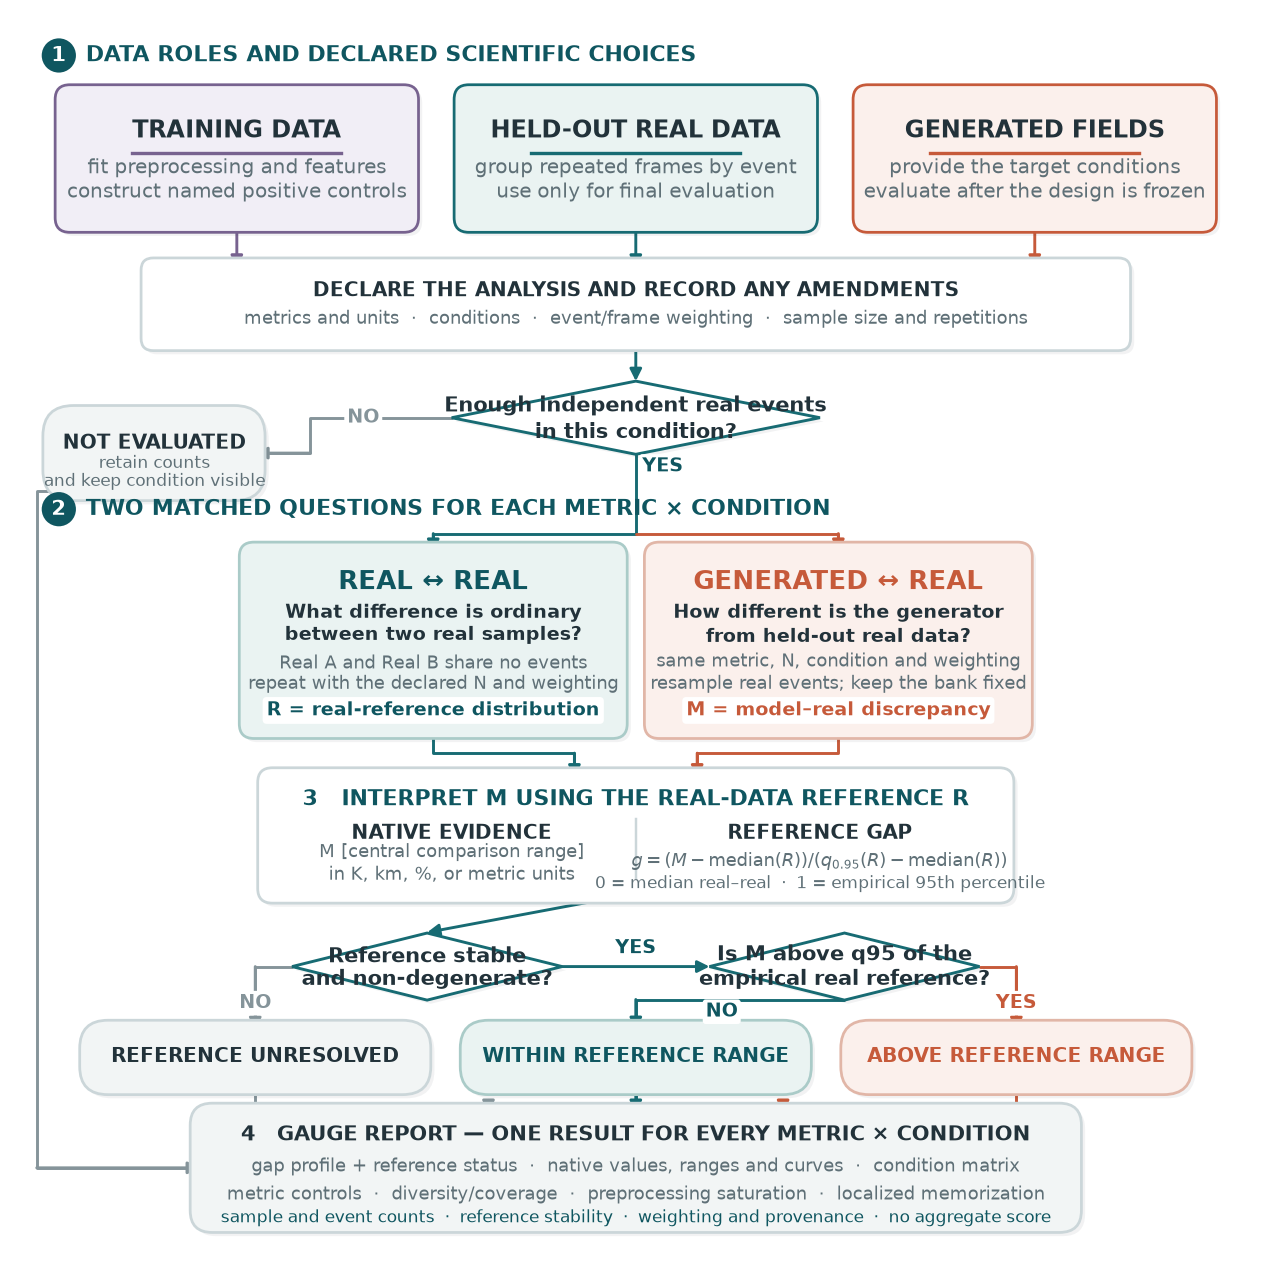 1 DATA ROLES AND DECLARED SCIENTIFIC CHOICES
TRAINING DATA
fit preprocessing and features
construct named positive controls
HELD-OUT REAL DATA
group repeated frames by event
use only for final evaluation
GENERATED FIELDS
provide the target conditions
evaluate after the design is frozen
DECLARE THE ANALYSIS AND RECORD ANY AMENDMENTS
metrics and units · conditions · event/frame weighting · sample size and repetitions
Enough independent real events
in this condition?
NO
YES
NOT EVALUATED
retain counts
and keep condition visible
2 TWO MATCHED QUESTIONS FOR EACH METRIC × CONDITION
REAL ↔ REAL
What difference is ordinary
between two real samples?
Real A and Real B share no events
repeat with the declared N and weighting
R = real-reference distribution
GENERATED ↔ REAL
How different is the generator
from held-out real data?
same metric, N, condition and weighting
resample real events; keep the bank fixed
M = model–real discrepancy
3 INTERPRET M USING THE REAL-DATA REFERENCE R
NATIVE EVIDENCE
M [central comparison range]
in K, km, %, or metric units
REFERENCE GAP
g = (M − median(R))/(q0.95(R) − median(R))
0 = median real–real · 1 = empirical 95th percentile
Reference stable
and non-degenerate?
YES
Is M above q95 of the
empirical real reference?
NO
NO
YES
REFERENCE UNRESOLVED
WITHIN REFERENCE RANGE
ABOVE REFERENCE RANGE
4 GAUGE REPORT — ONE RESULT FOR EVERY METRIC × CONDITION
gap profile + reference status · native values, ranges and curves · condition matrix
metric controls · diversity/coverage · preprocessing saturation · localized memorization
sample and event counts · reference stability · weighting and provenance · no aggregate score